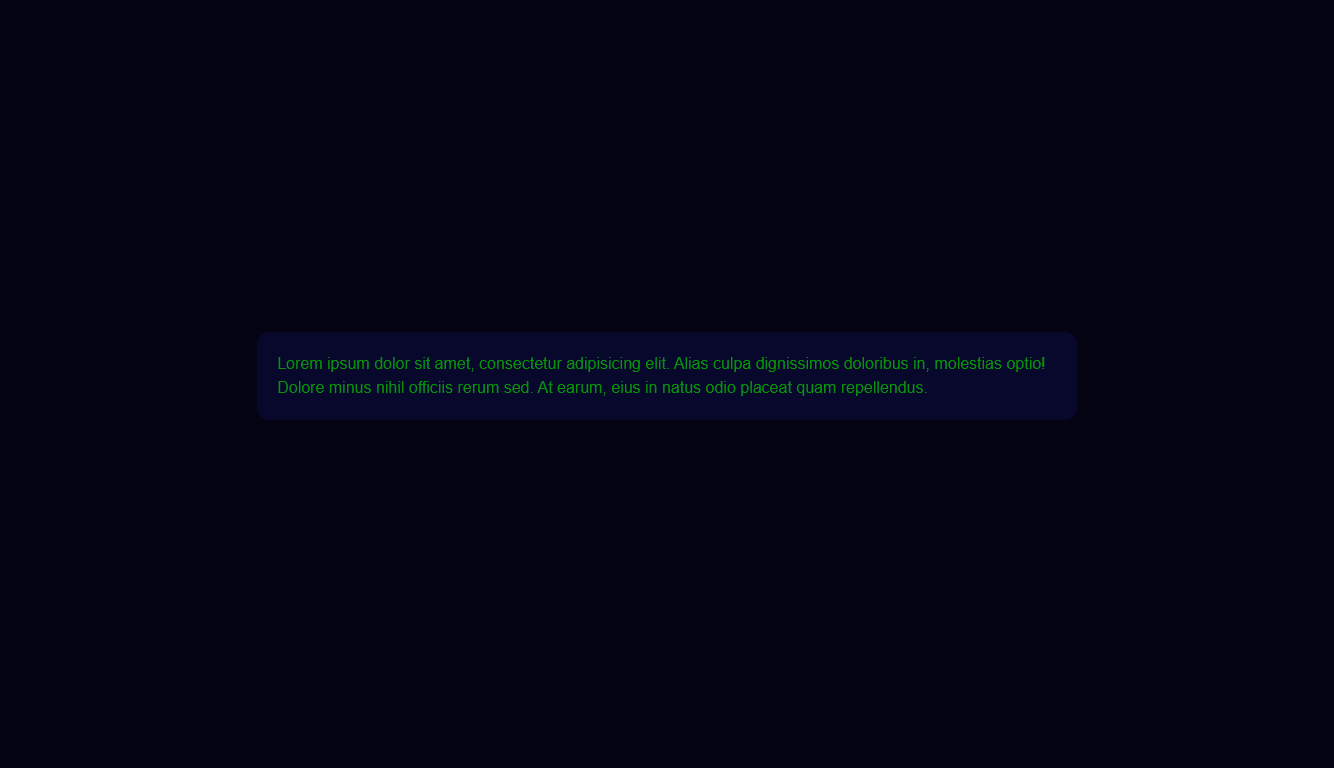 Lorem ipsum dolor sit amet, consectetur adipisicing elit. Alias culpa dignissimos doloribus in, molestias optio!
Dolore minus nihil officiis rerum sed. At earum, eius in natus odio placeat quam repellendus.